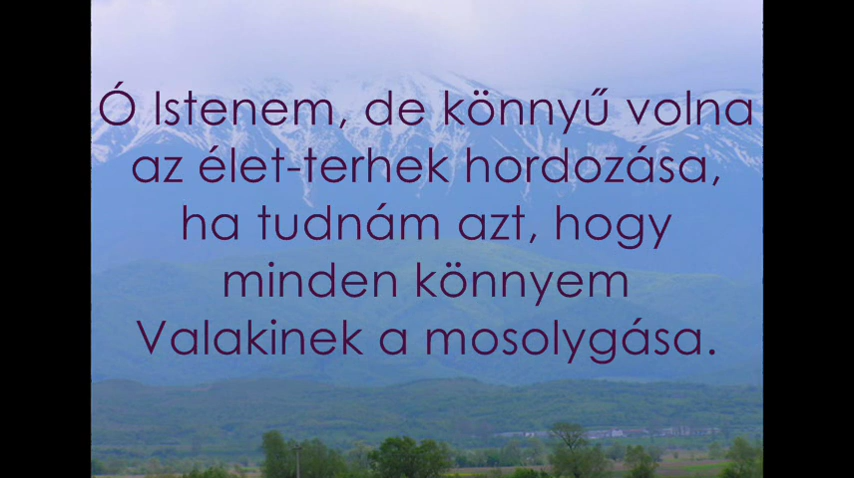 Ó Istenem, de könnyű volna
az élet-terhek hordozása,
ha tudnám azt, hogy
minden könnyem
Valakinek a mosolygása.